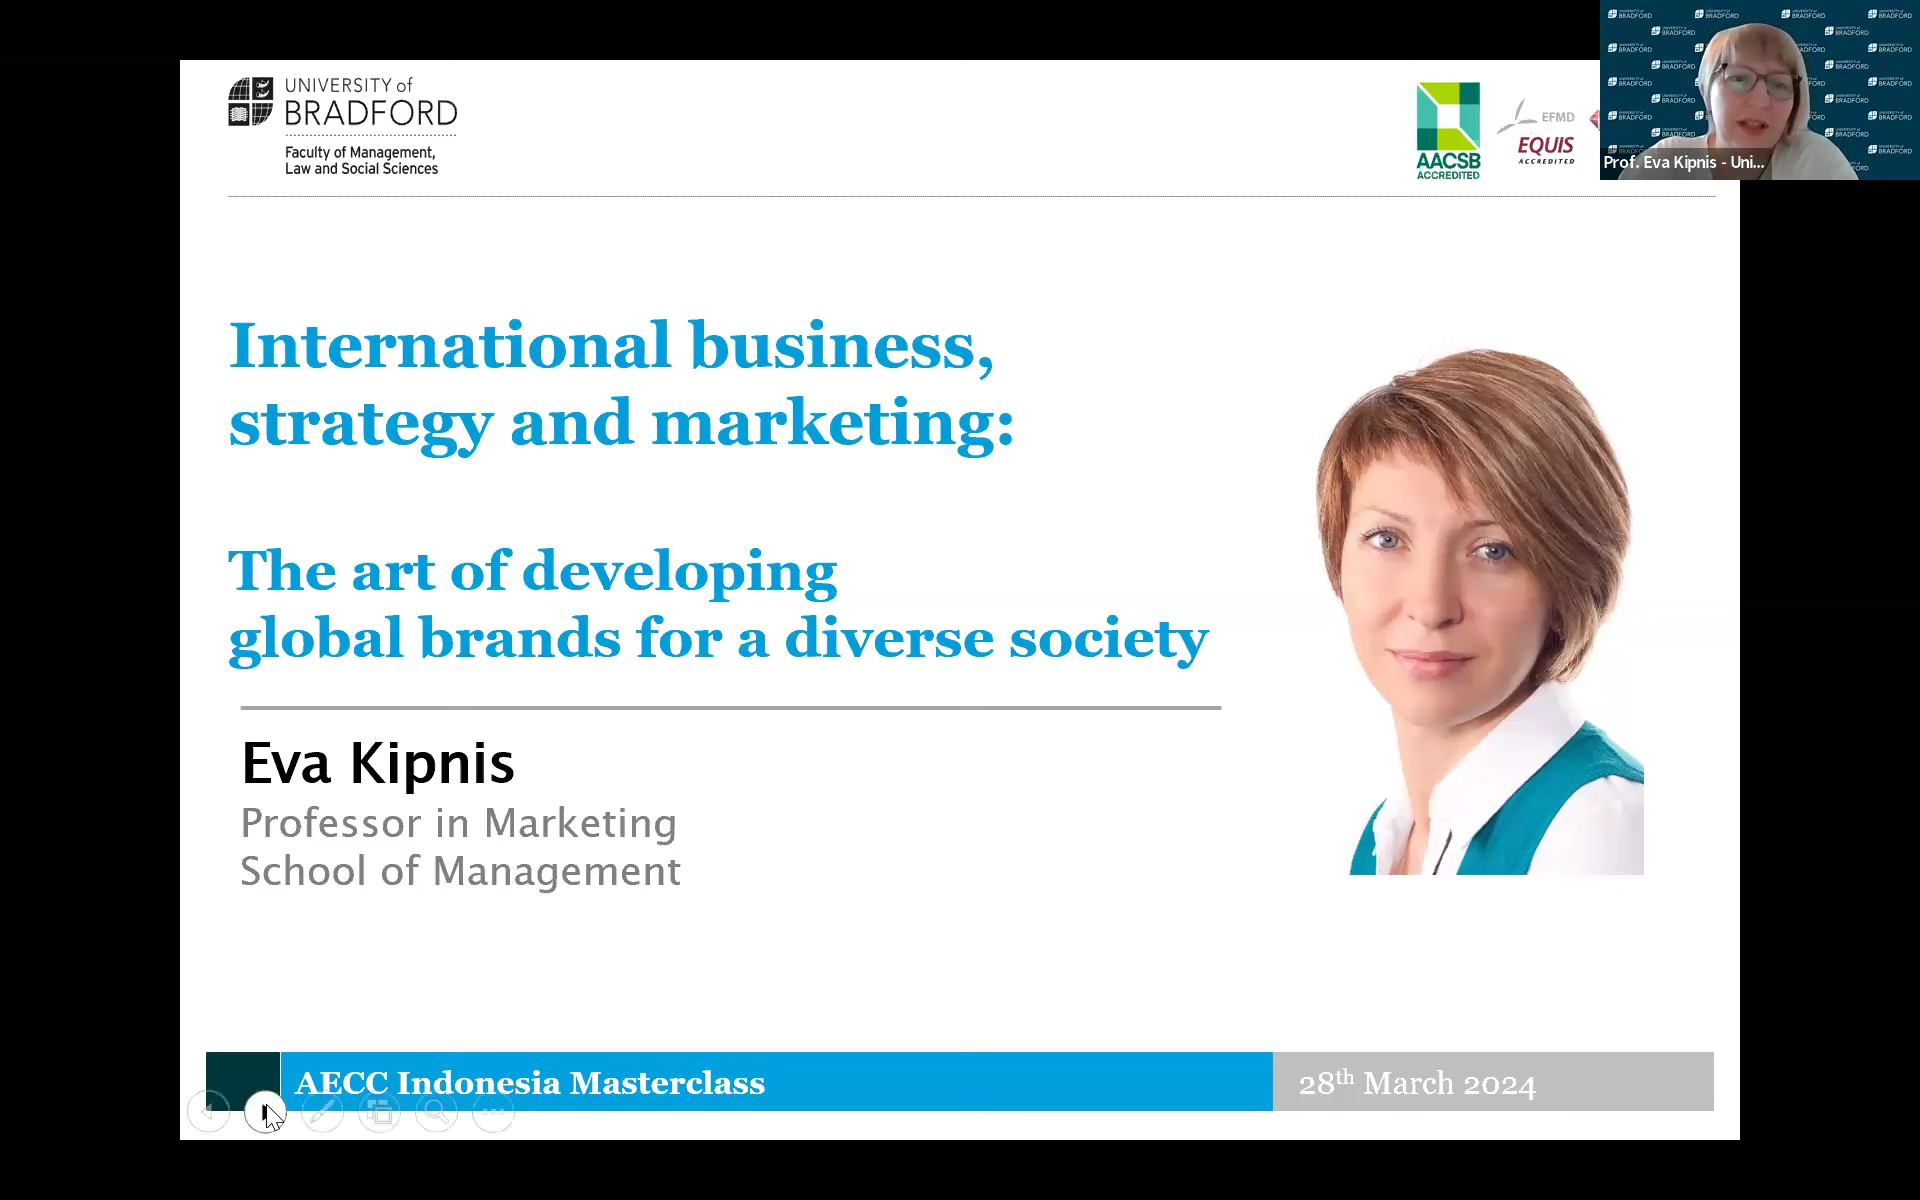 UNIVERSITY of
BRADFORD
Faculty of Management,
Law and Social Sciences
AACSB
ACCREDITED
EFMD
EQUIS
ACCREDITED
Prof. Eva Kipnis - Uni...
International business,
strategy and marketing:
The art of developing
global brands for a diverse society
Eva Kipnis
Professor in Marketing
School of Management
AECC Indonesia Masterclass
28th March 2024